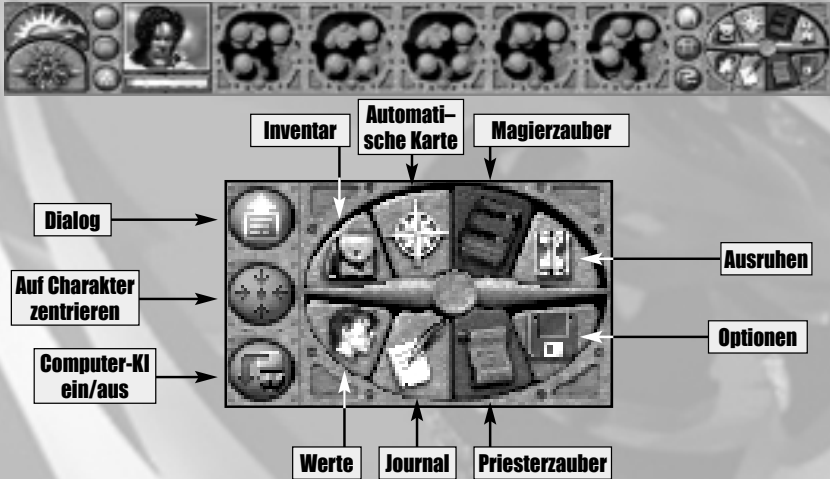 Inventar
Automati–
sche Karte
Magierzauber
Dialog
Ausruhen
Auf Charakter
zentrieren
Optionen
Computer-KI
ein/aus
Werte
Journal
Priesterzauber